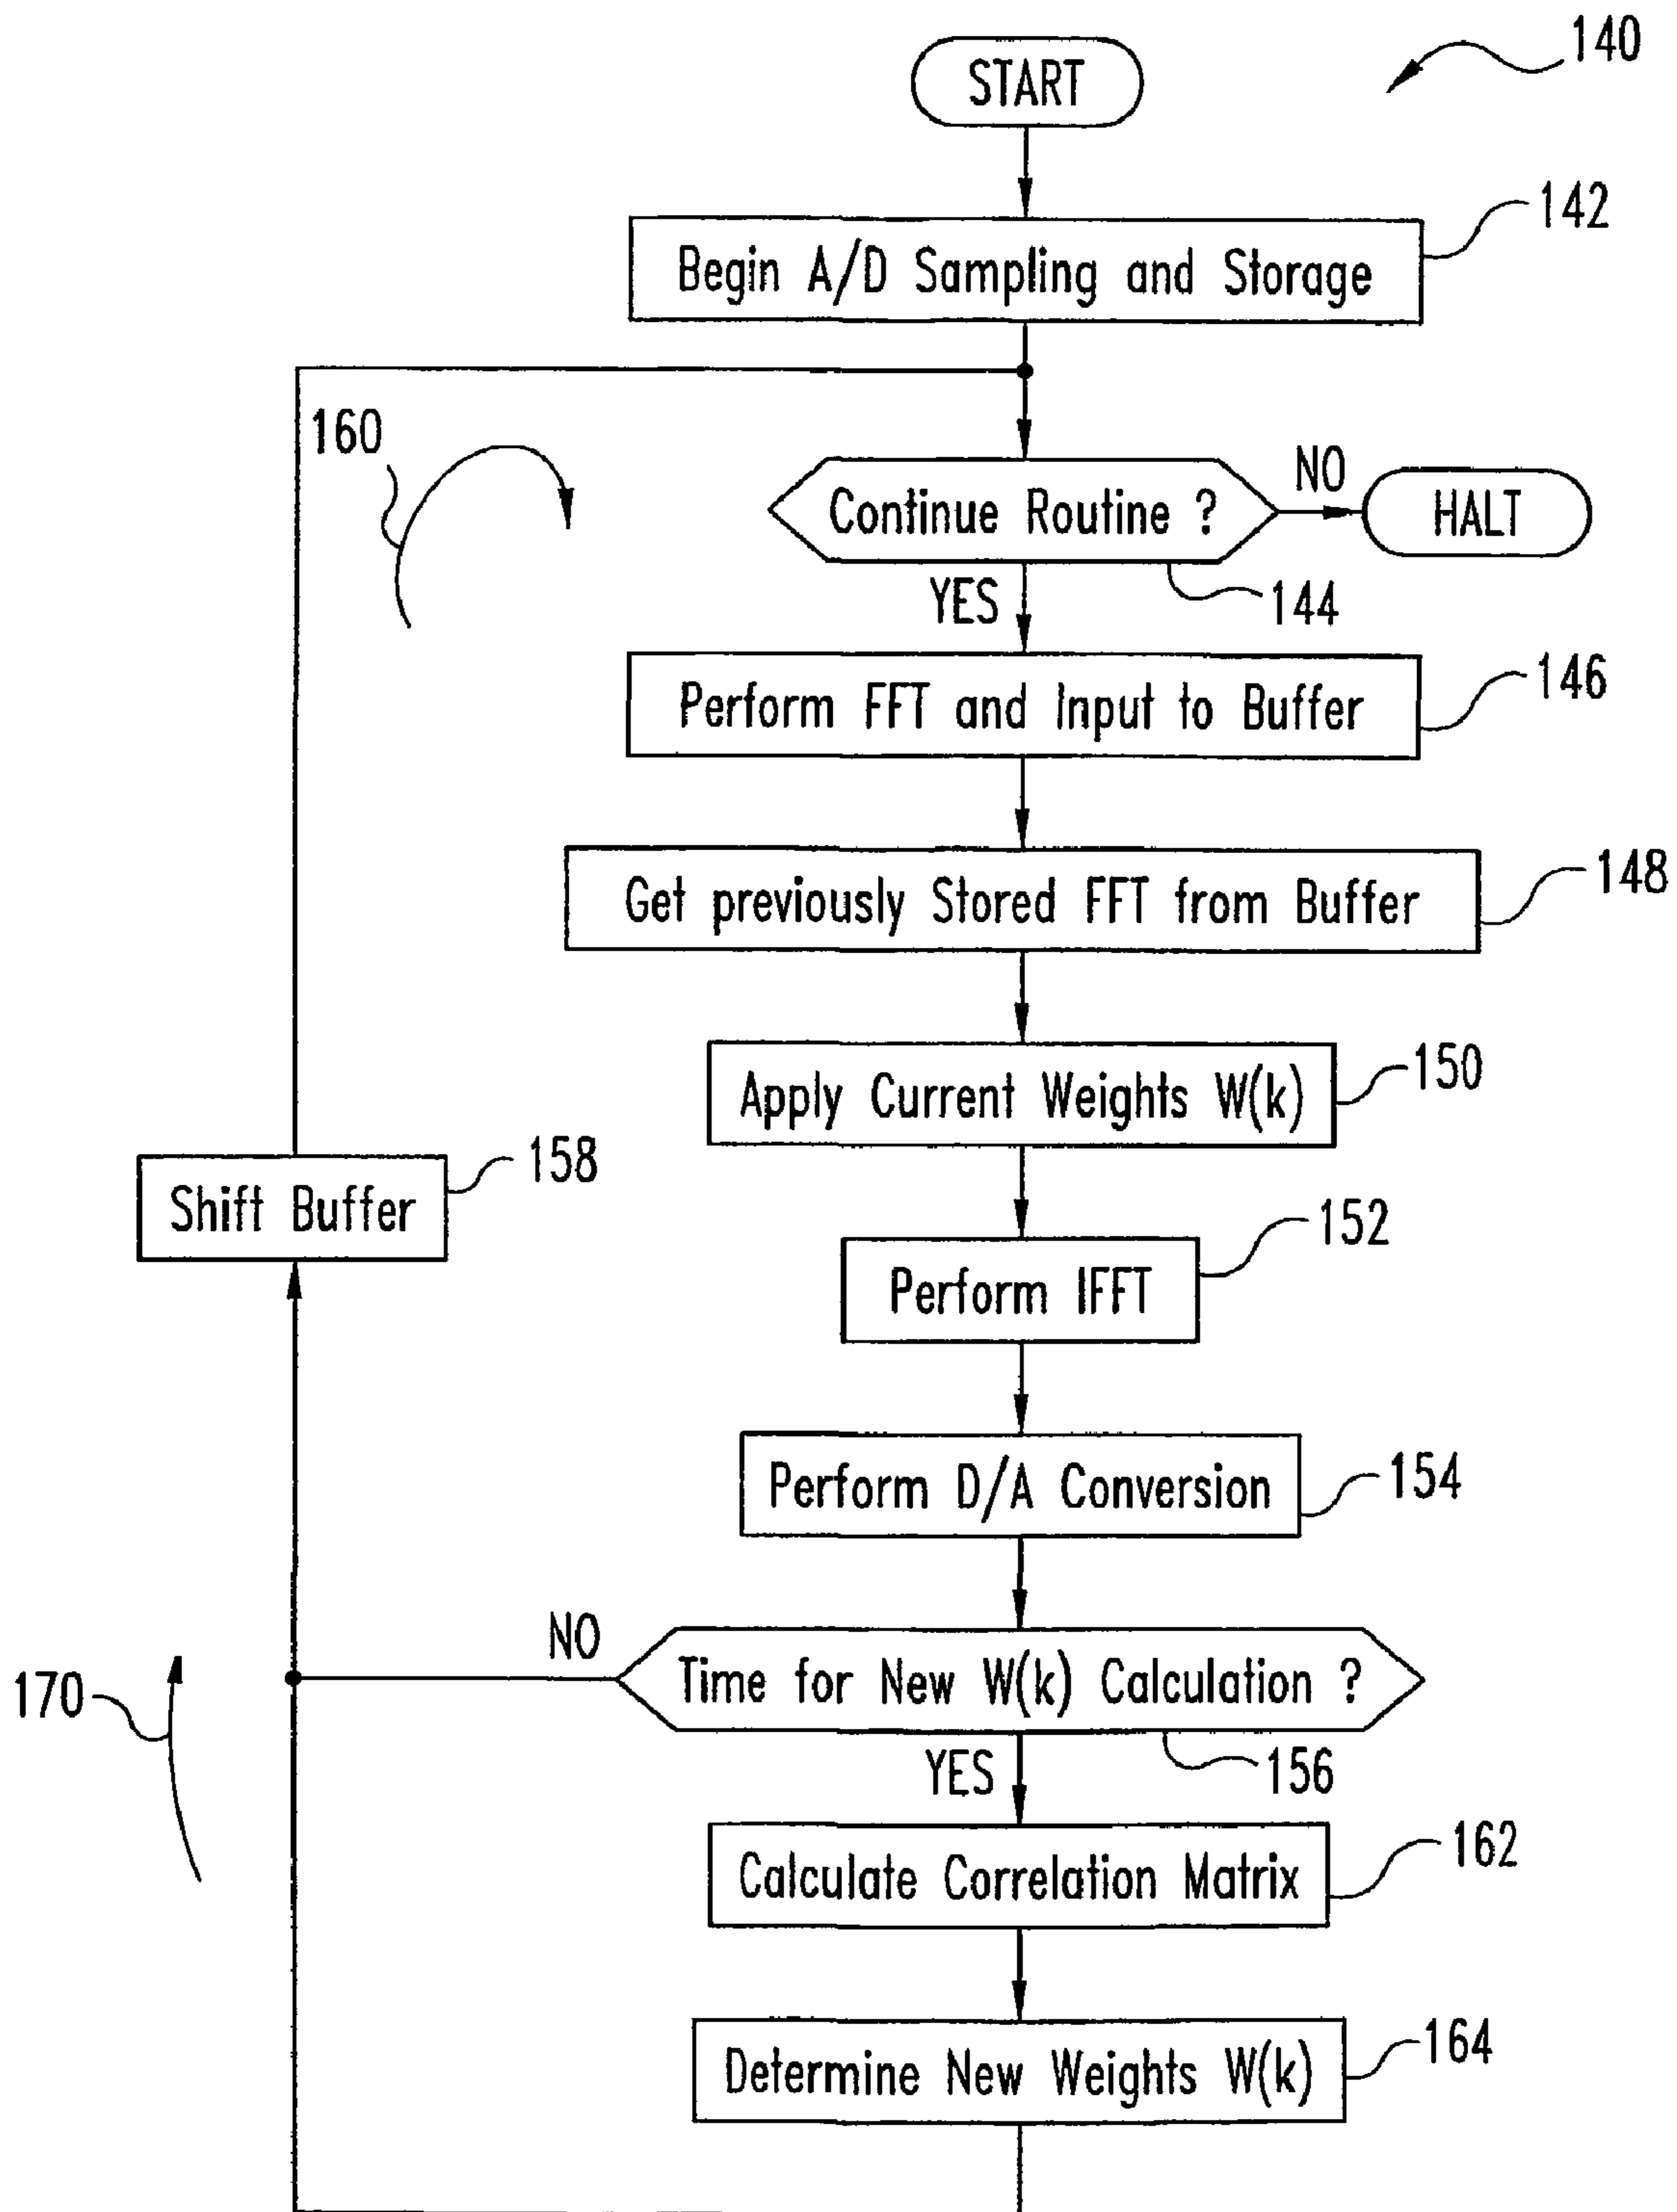 140
START
142
Begin A/D Sampling and Storage
160
Continue Routine ?
NO
HALT
144
YES
146
Perform FFT and Input to Buffer
148
Get previously Stored FFT from Buffer
150
Apply Current Weights W(k)
158
Shift Buffer
152
Perform IFFT
154
Perform D/A Conversion
NO
Time for New W(k) Calculation ?
170
156
YES
162
Calculate Correlation Matrix
164
Determine New Weights W(k)